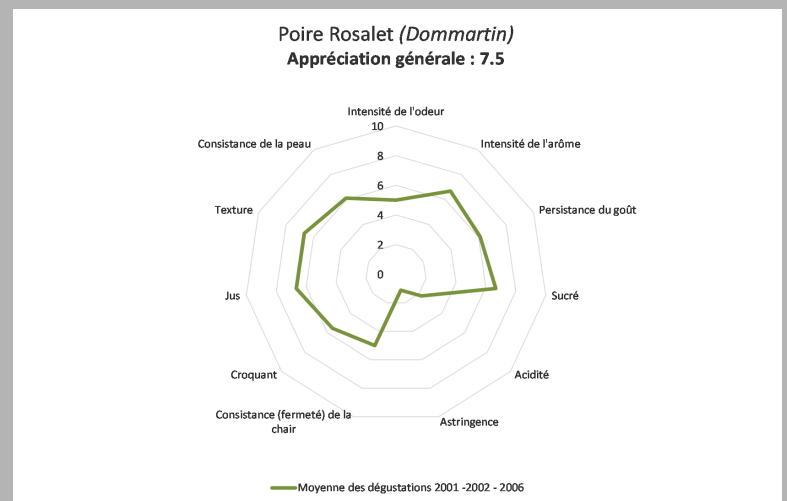 Poire Rosalet (Dommartin)
Appréciation générale : 7.5
Intensité de l'odeur
10
Consistance de la peau
Intensité de l'arôme
8
6
Texture
Persistance du goût
4
2
0
Jus
Sucré
Croquant
Acidité
Consistance (fermeté) de la
chair
Astringence
Moyenne des dégustations 2001 -2002 - 2006